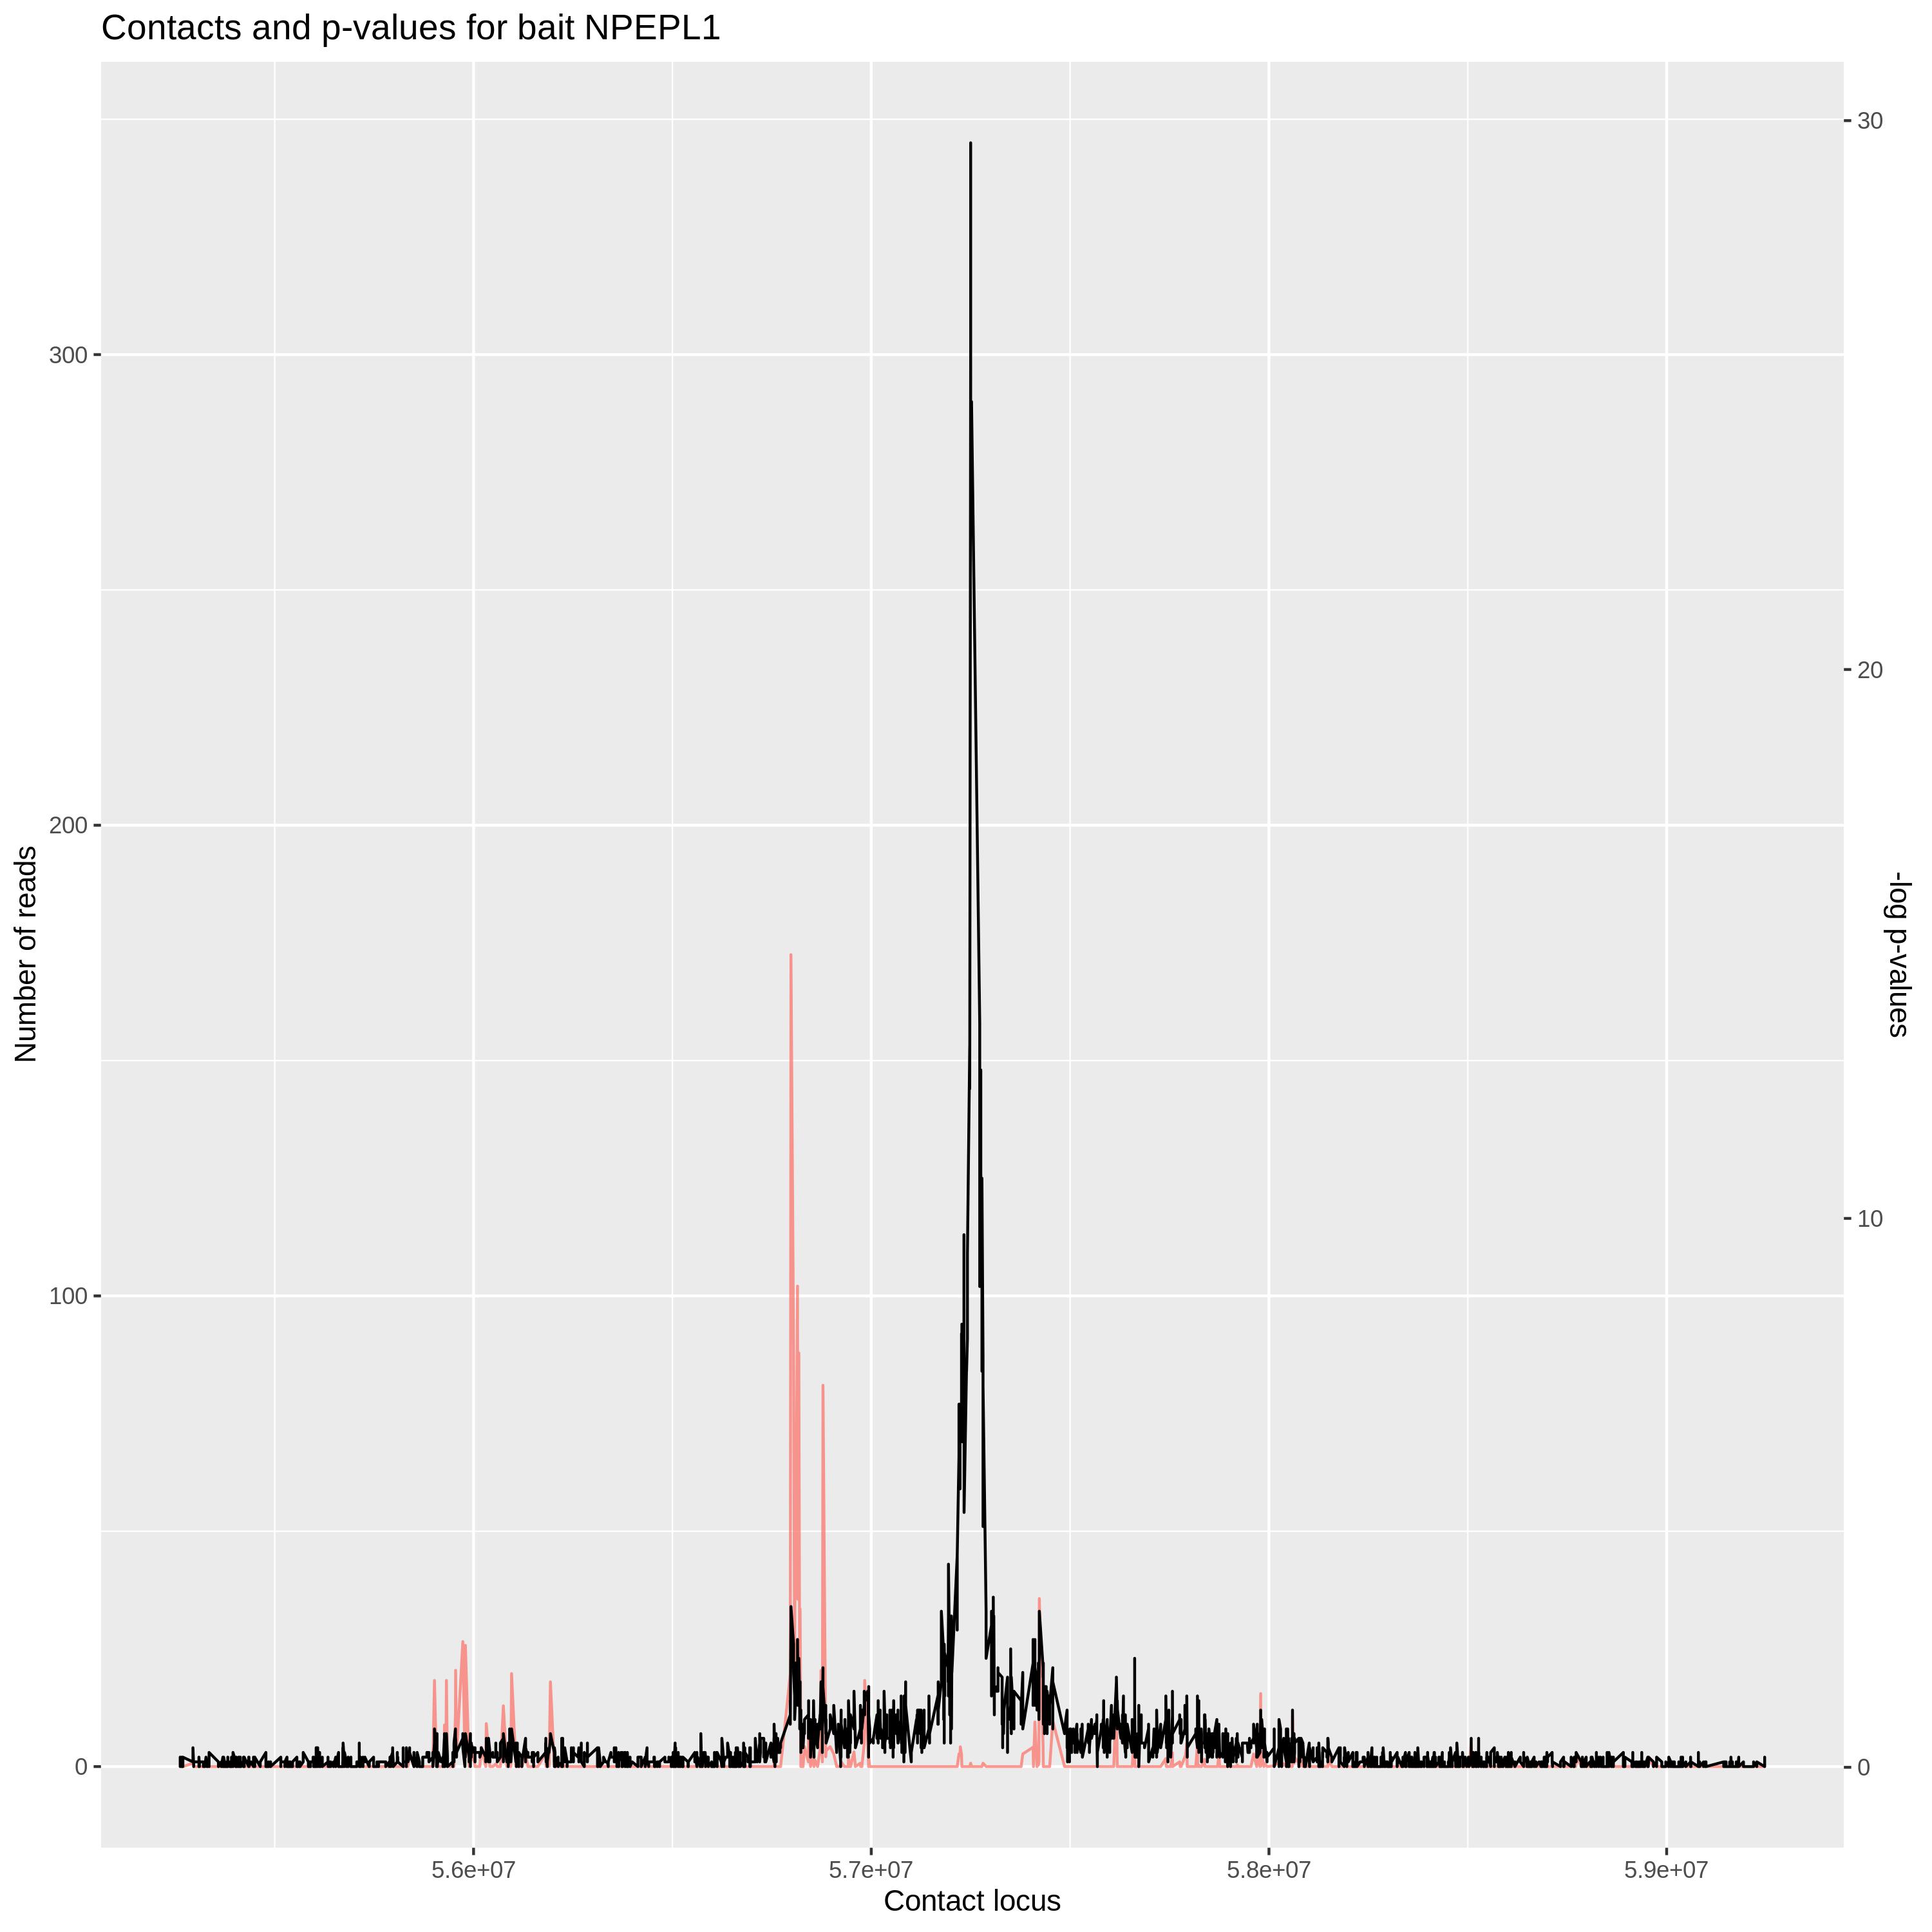 Contacts and p-values for bait NPEPL1
Number of reads
300
200
100
0
30
20
10
0
-log p-values
5.6e+07
5.7e+07
5.8e+07
5.9e+07
Contact locus